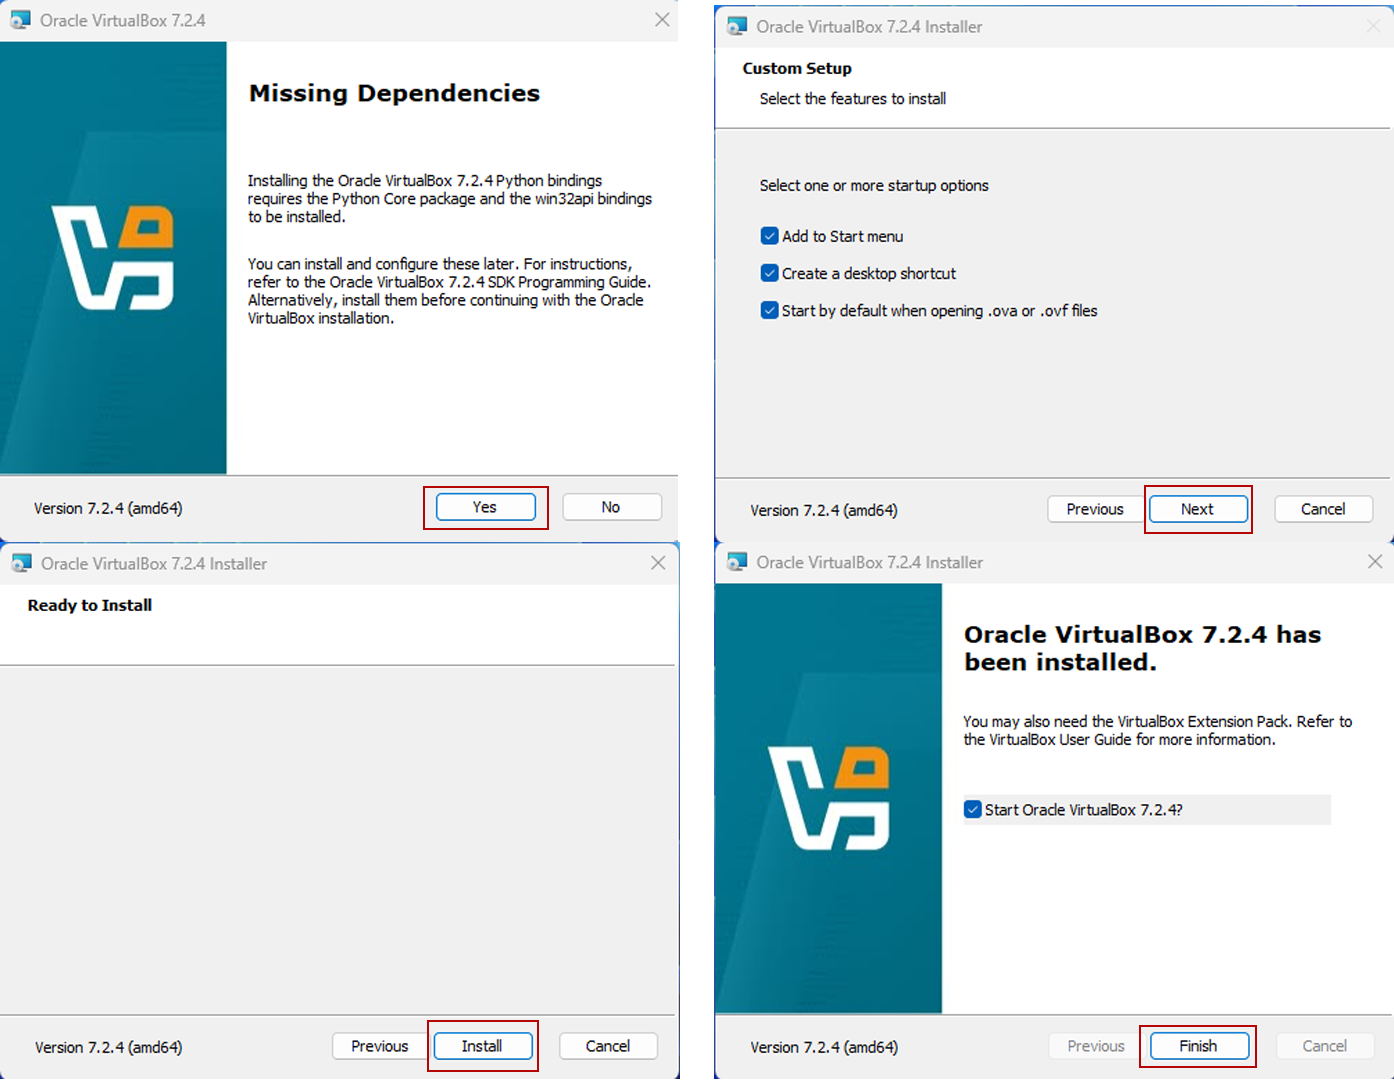 Oracle VirtualBox 7.2.4
Missing Dependencies
Installing the Oracle VirtualBox 7.2.4 Python bindings
requires the Python Core package and the win32api bindings
to be installed.
You can install and configure these later. For instructions,
refer to the Oracle VirtualBox 7.2.4 SDK Programming Guide.
Alternatively, install them before continuing with the Oracle
VirtualBox installation.
Version 7.2.4 (amd64)
Yes
No
Oracle VirtualBox 7.2.4 Installer
Custom Setup
Select the features to install
Select one or more startup options
Add to Start menu
Create a desktop shortcut
Start by default when opening .ova or .ovf files
Version 7.2.4 (amd64)
Previous
Next
Cancel
Oracle VirtualBox 7.2.4 Installer
Ready to Install
Version 7.2.4 (amd64)
Previous
Install
Cancel
Oracle VirtualBox 7.2.4 Installer
Oracle VirtualBox 7.2.4 has
been installed.
You may also need the VirtualBox Extension Pack. Refer to
the VirtualBox User Guide for more information.
Start Oracle VirtualBox 7.2.4?
Version 7.2.4 (amd64)
Previous
Finish
Cancel